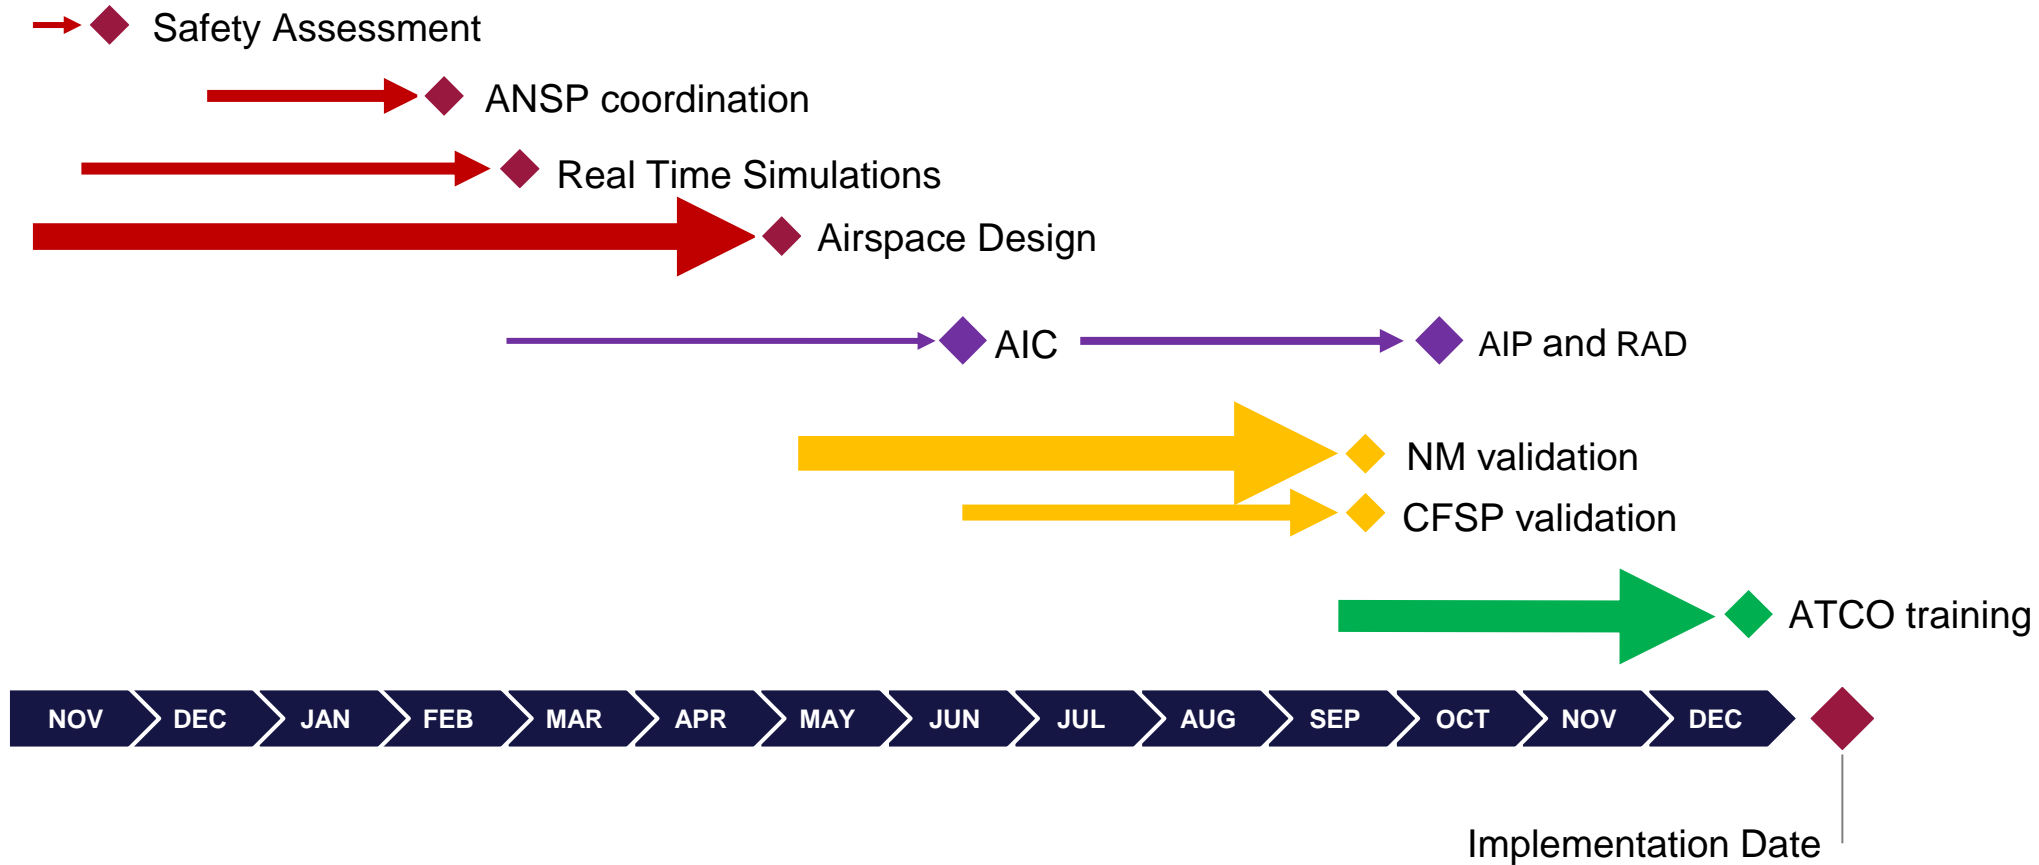 Safety Assessment
ANSP coordination
Real Time Simulations
Airspace Design
AIC
AIP and RAD
NM validation
CFSP validation
ATCO training
NOV DEC JAN FEB MAR APR MAY JUN JUL AUG SEP OCT NOV DEC
Implementation Date